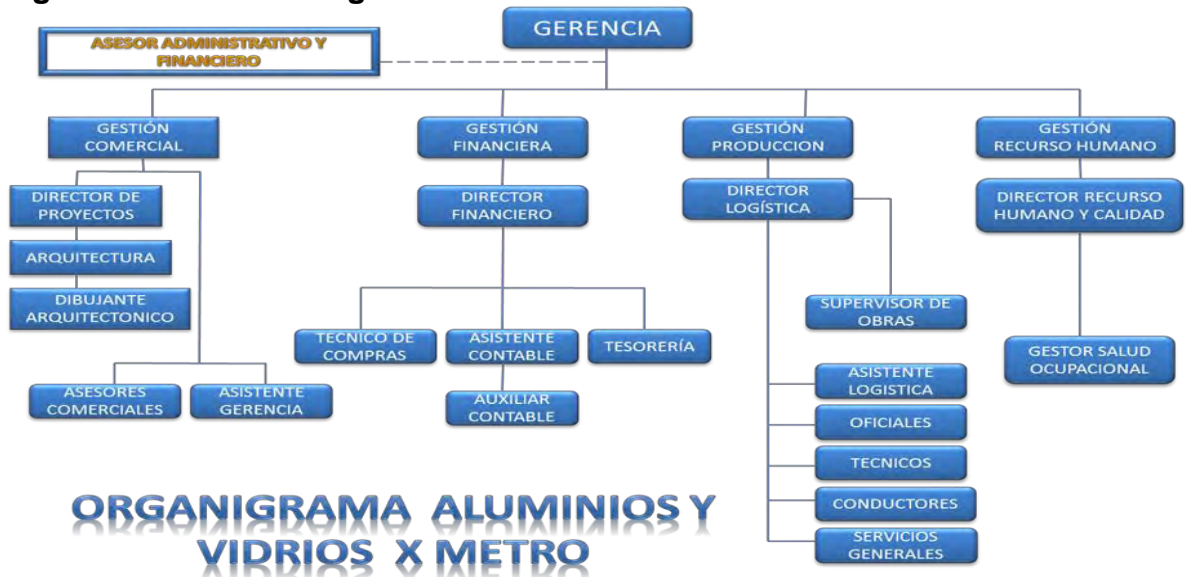 GERENCIA
ASESOR ADMINISTRATIVO Y
FINANCIERO
GESTIÓN
COMERCIAL
GESTIÓN
FINANCIERA
GESTIÓN
PRODUCCION
GESTIÓN
RECURSO HUMANO
DIRECTOR DE
PROYECTOS
DIRECTOR
FINANCIERO
DIRECTOR
LOGÍSTICA
DIRECTOR RECURSO
HUMANO Y CALIDAD
ARQUITECTURA
DIBUJANTE
ARQUITECTONICO
SUPERVISOR DE
OBRAS
TECNICO DE
COMPRAS
ASISTENTE
CONTABLE
TESORERÍA
GESTOR SALUD
OCUPACIONAL
ASESORES
COMERCIALES
ASISTENTE
GERENCIA
AUXILIAR
CONTABLE
ASISTENTE
LOGISTICA
OFICIALES
TECNICOS
CONDUCTORES
SERVICIOS
GENERALES
ORGANIGRAMA ALUMINIOS Y
VIDRIOS X METRO